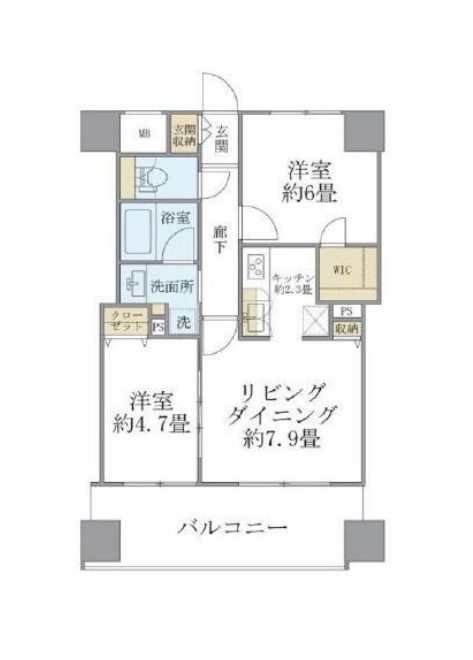 MB
玄関
収納
玄関
洋室
約6畳
浴室
廊下
洗面所
洗
キッチン
約2.3畳
WIC
クロー
ゼット
PS
PS
収納
洋室
約4.7畳
リビング
ダイニング
約7.9畳
バルコニー